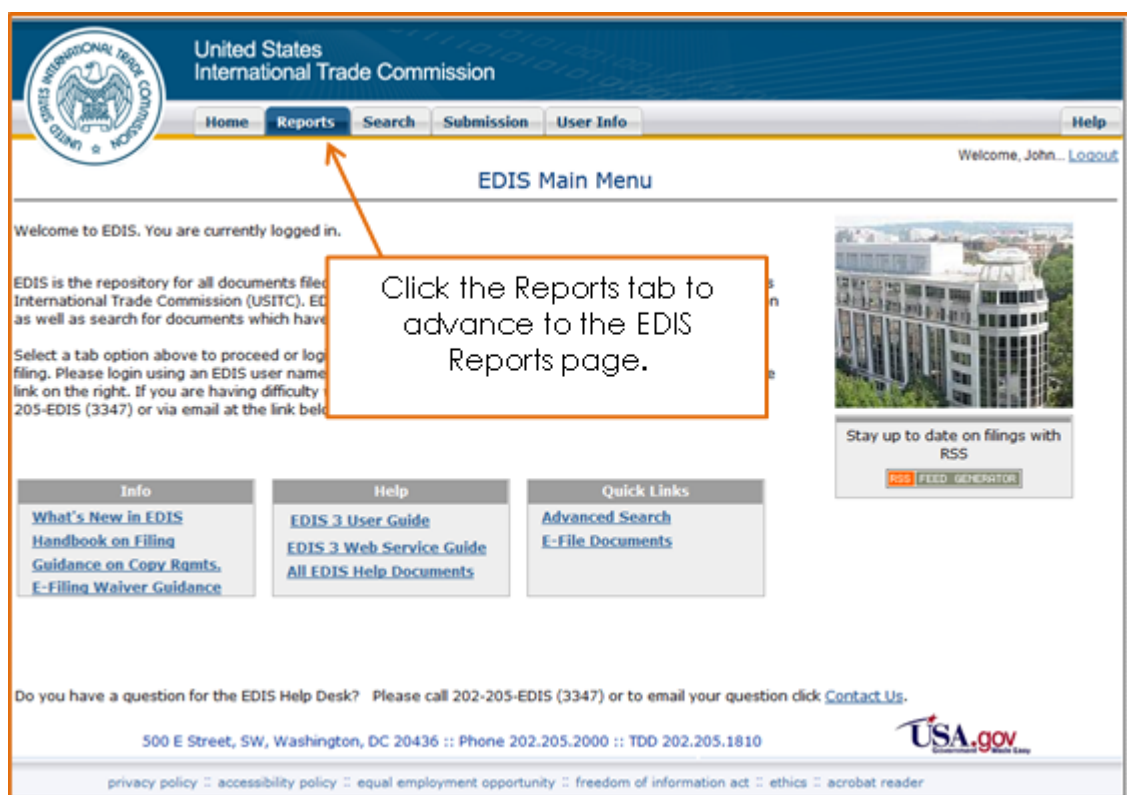 UNITED STATES INTERNATIONAL TRADE COMMISSION
United States
International Trade Commission
Home Reports Search Submission User Info Help
Welcome, John... Logout
EDIS Main Menu
Welcome to EDIS. You are currently logged in.
EDIS is the repository for all documents filed
International Trade Commission (USITC).
as well as search for documents which have
Select a tab option above to proceed or
filing. Please login using an EDIS user name
link on the right. If you are having difficulty
205-EDIS (3347) or via email at the link
Click the Reports tab to
advance to the EDIS
Reports page.
Stay up to date on filings with
RSS
RSS FEED GENERATOR
Info
What's New in EDIS
Handbook on Filing
Guidance on Copy Rqmts.
E-Filing Waiver Guidance
Help
EDIS 3 User Guide
EDIS 3 Web Service Guide
All EDIS Help Documents
Quick Links
Advanced Search
E-File Documents
Do you have a question for the EDIS Help Desk? Please call 202-205-EDIS (3347) or to email your question click Contact Us.
500 E Street, SW, Washington, DC 20436 :: Phone 202.205.2000 :: TDD 202.205.1810
USA.gov
Government Made Easy
privacy policy :: accessibility policy :: equal employment opportunity :: freedom of information act :: ethics :: acrobat reader